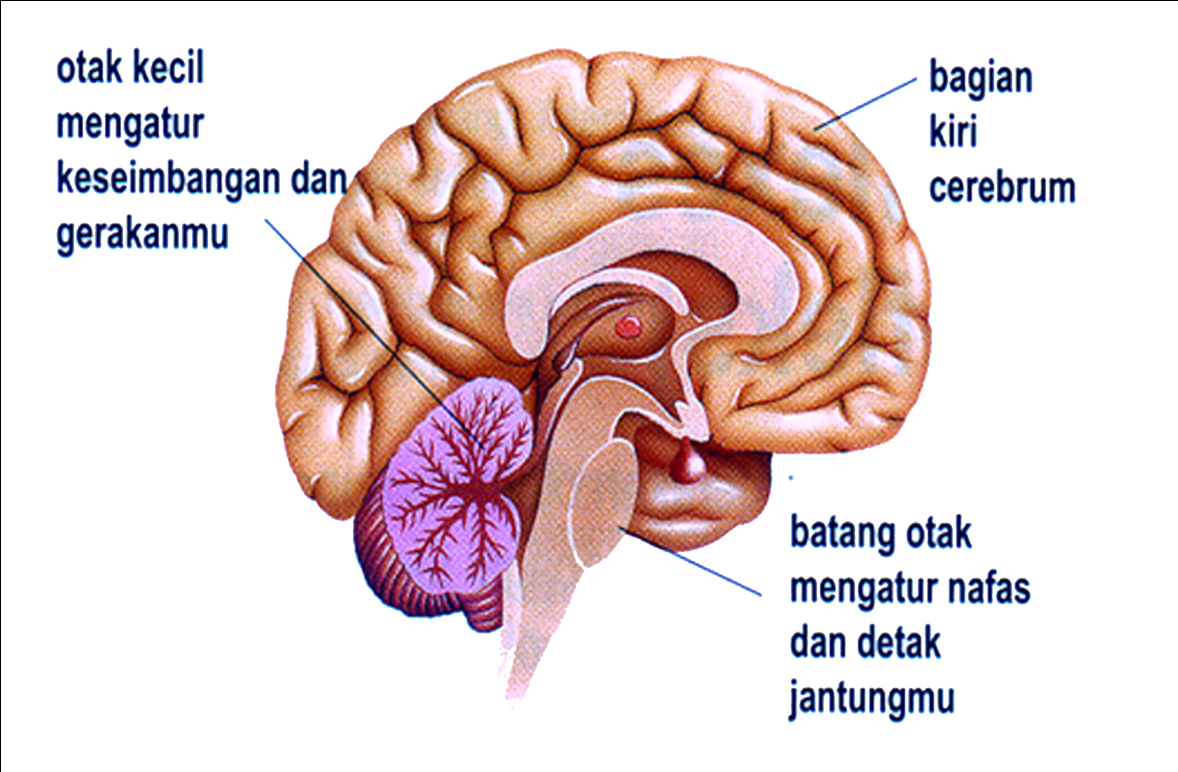 otak kecil
mengatur
keseimbangan dan
gerakanmu
bagian
kiri
cerebrum
batang otak
mengatur nafas
dan detak
jantungmu